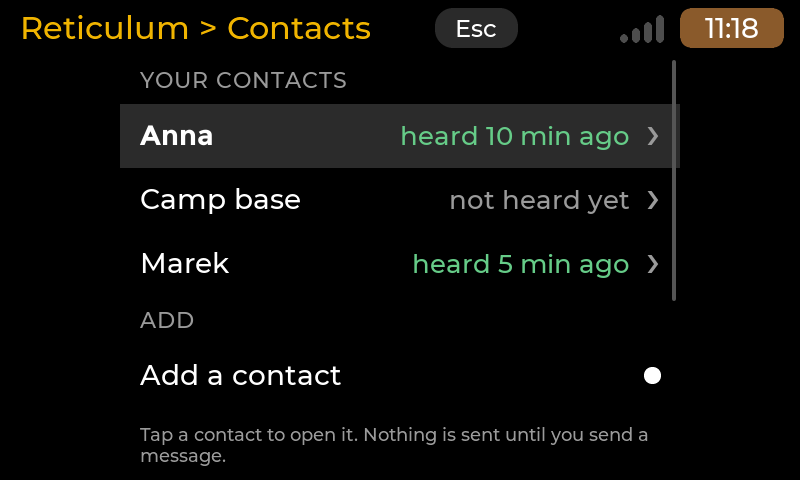 Reticulum > Contacts
Esc
11:18
YOUR CONTACTS
Anna heard 10 min ago
Camp base not heard yet
Marek heard 5 min ago
ADD
Add a contact
Tap a contact to open it. Nothing is sent until you send a
message.